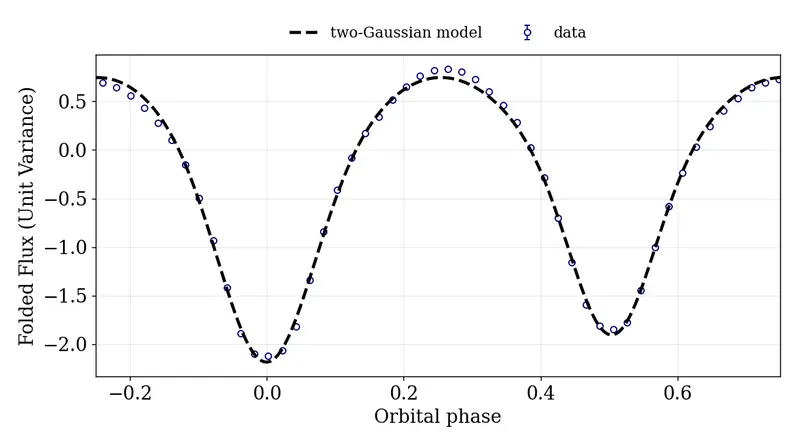 two-Gaussian model data
Folded Flux (Unit Variance)
0.5
0.0
−0.5
−1.0
−1.5
−2.0
−0.2 0.0 0.2 0.4 0.6
Orbital phase